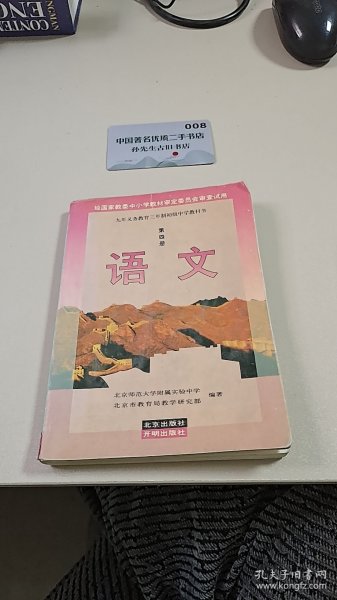 CONTEM
ENG
008
中国著名优质二手书店
孙先生古旧书店
经国家教委中小学教材审定委员会审查试用
九年义务教育三年制初级中学教科书
第四册
语文
北京师范大学附属实验中学
北京市教育局教学研究部
编著
北京出版社
开明出版社
孔夫子旧书网
www.kongfz.com